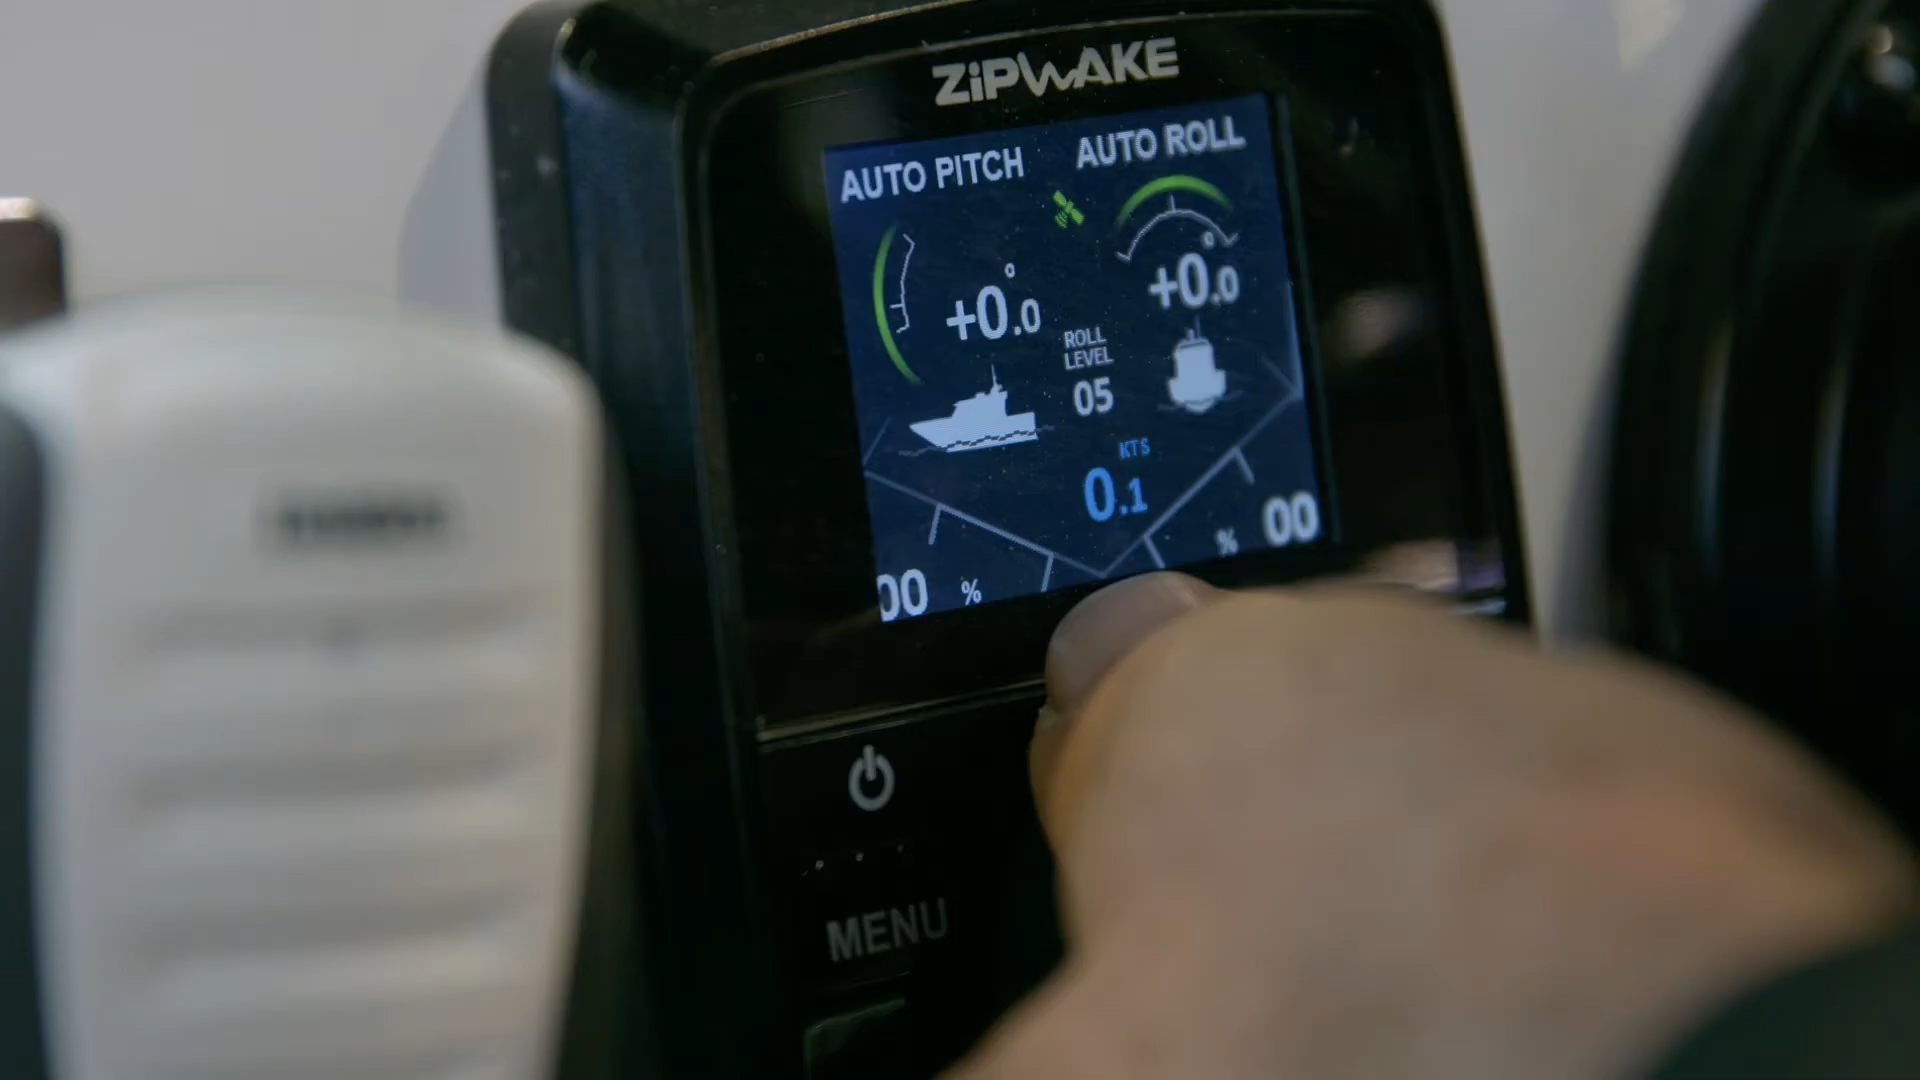 ZIPWAKE
AUTO PITCH
AUTO ROLL
+0.0°
+0.0°
ROLL
LEVEL
05
KTS
0.1
00 %
% 00
MENU